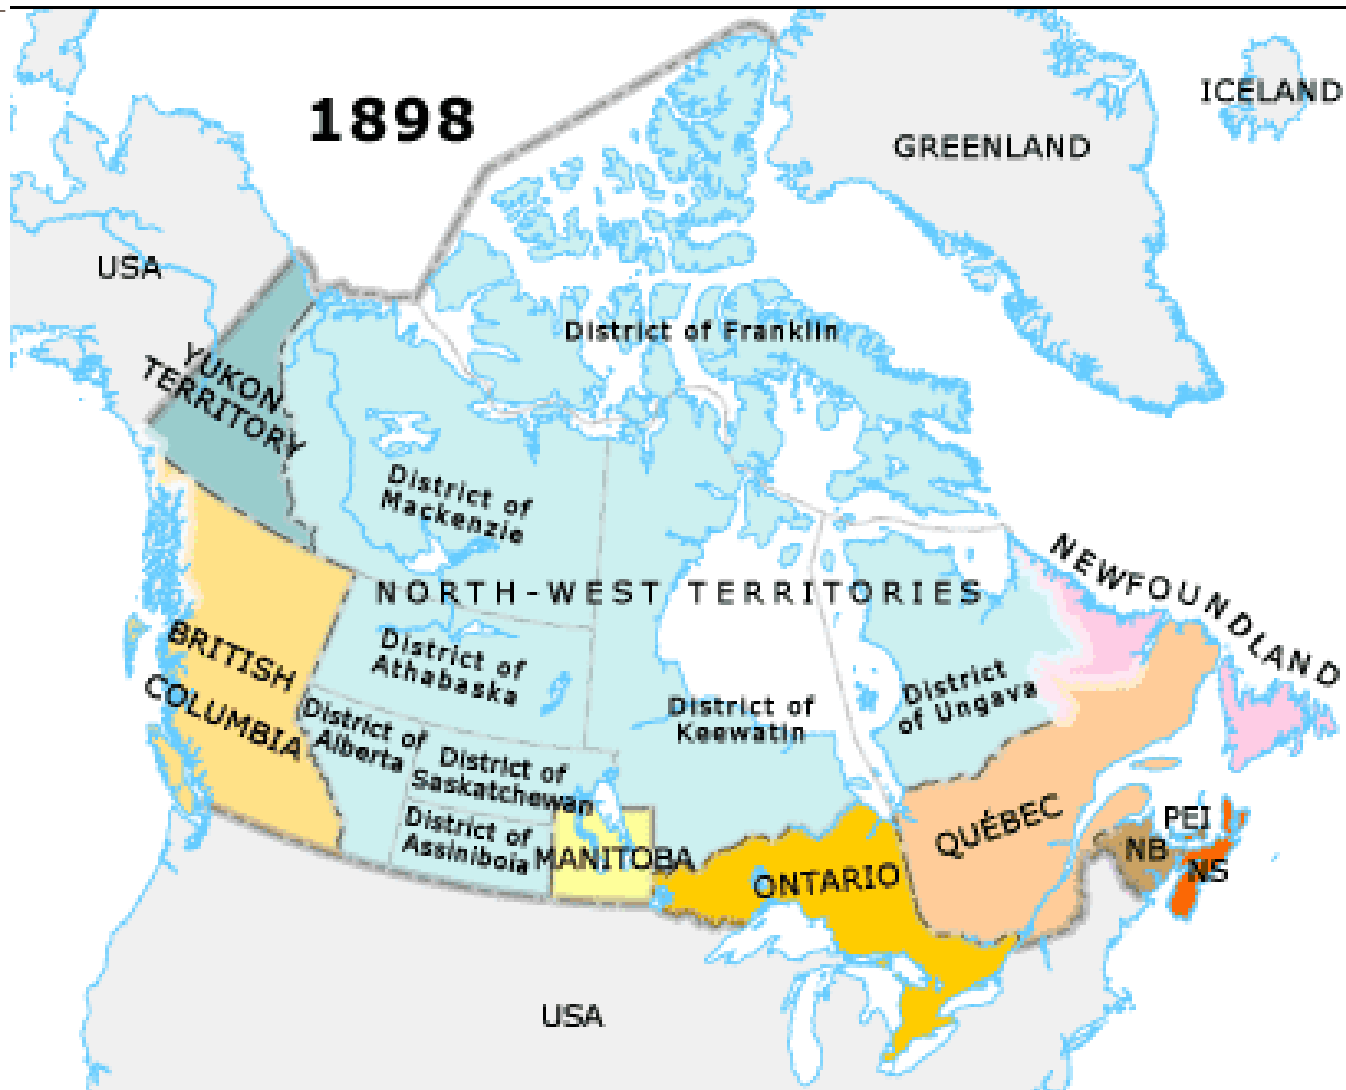 1898
ICELAND
GREENLAND
USA
District of Franklin
YUKON-
TERRITORY
District of
Mackenzie
NEWFOUNDLAND
NORTH-WEST TERRITORIES
BRITISH
COLUMBIA
District of
Athabaska
District
of Ungava
District of
Keewatin
District of
Alberta
District of
Saskatchewan
District of
Assiniboia
MANITOBA
ONTARIO
QUÉBEC
PEI
NB
NS
USA